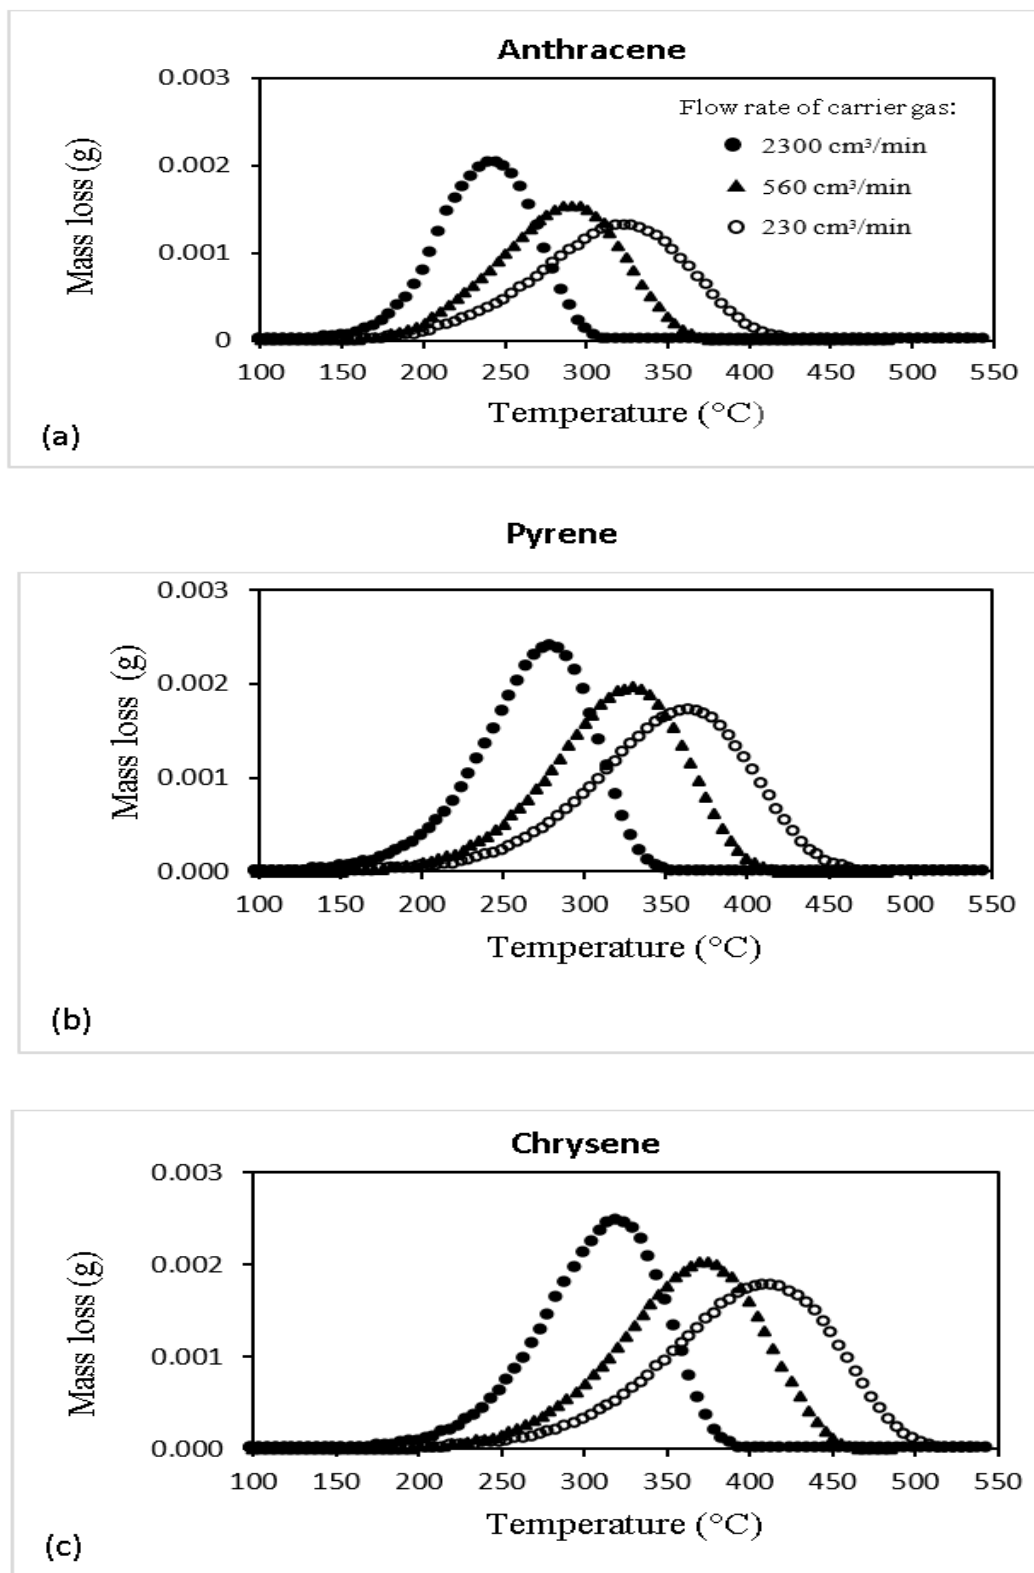 Anthracene
0.003
0.002
0.001
0
Mass loss (g)
Flow rate of carrier gas:
2300 cm³/min
560 cm³/min
230 cm³/min
100 150 200 250 300 350 400 450 500 550
Temperature (°C)
(a)
Pyrene
0.003
0.002
0.001
0.000
Mass loss (g)
100 150 200 250 300 350 400 450 500 550
Temperature (°C)
(b)
Chrysene
0.003
0.002
0.001
0.000
Mass loss (g)
100 150 200 250 300 350 400 450 500 550
Temperature (°C)
(c)